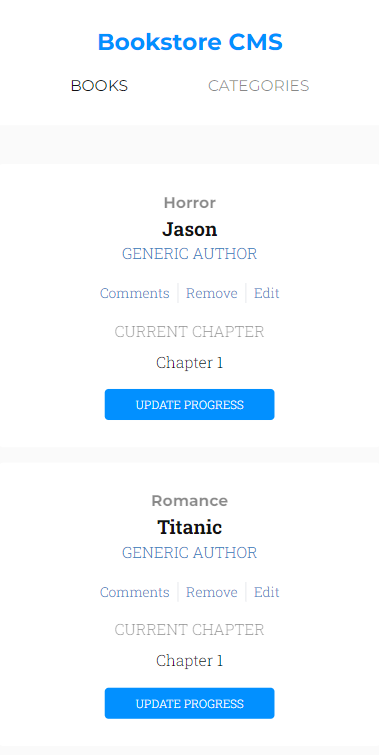 Bookstore CMS
BOOKS CATEGORIES
Horror
Jason
GENERIC AUTHOR
Comments Remove Edit
CURRENT CHAPTER
Chapter 1
UPDATE PROGRESS
Romance
Titanic
GENERIC AUTHOR
Comments Remove Edit
CURRENT CHAPTER
Chapter 1
UPDATE PROGRESS